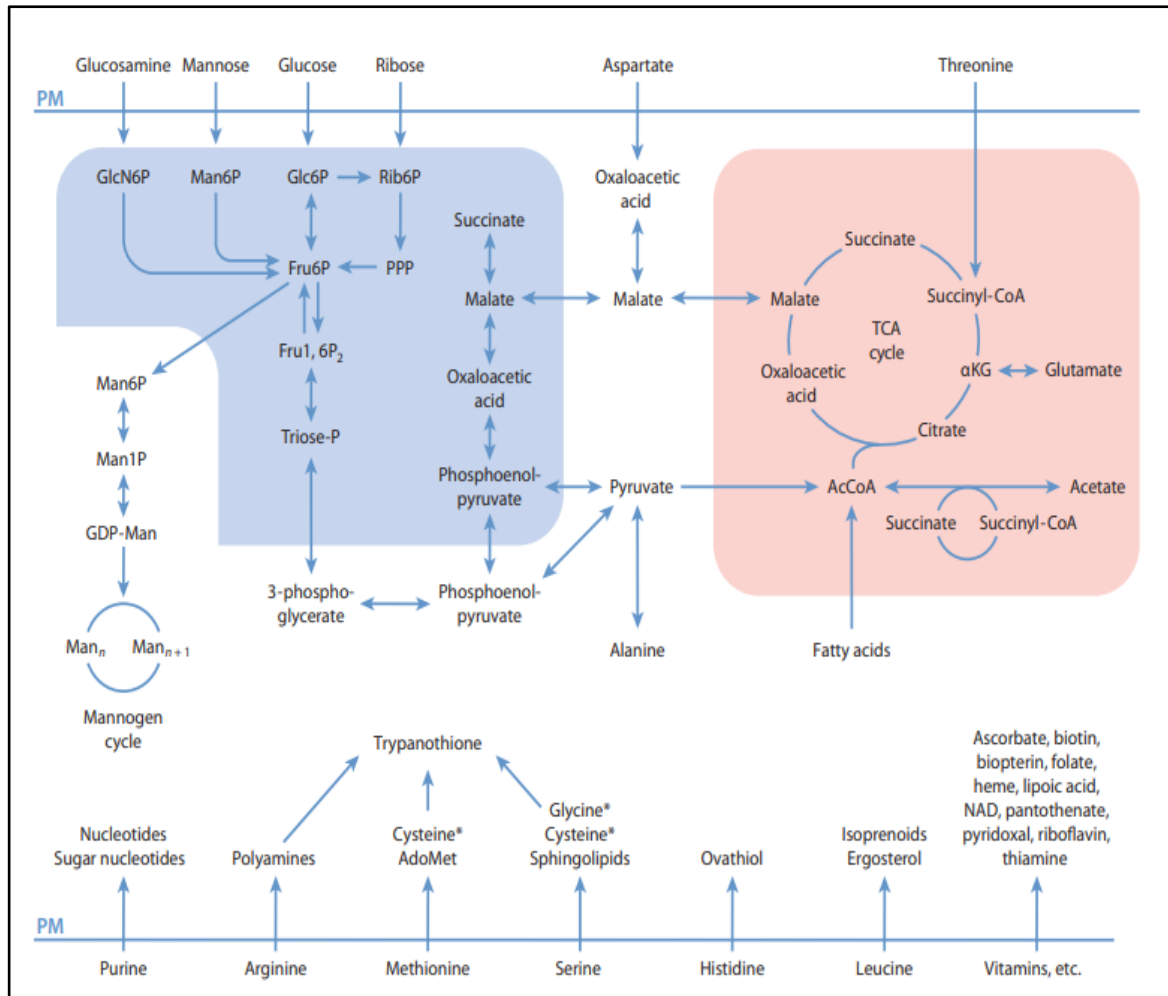 Glucosamine Mannose Glucose Ribose Aspartate Threonine
PM
GlcN6P Man6P Glc6P Rib6P
Oxaloacetic
acid
Succinate
Succinate
Fru6P PPP
Malate Malate Malate Succinyl-CoA
TCA
cycle
Fru1, 6P₂
Man6P
Oxaloacetic
acid
Oxaloacetic
acid
αKG Glutamate
Triose-P
Citrate
Man1P
Phosphoenol-
pyruvate
Pyruvate AcCoA Acetate
Succinate Succinyl-CoA
GDP-Man
3-phospho-
glycerate
Phosphoenol-
pyruvate
Alanine Fatty acids
Manₙ Manₙ₊₁
Mannogen
cycle
Trypanothione
Ascorbate, biotin,
biopterin, folate,
heme, lipoic acid,
NAD, pantothenate,
pyridoxal, riboflavin,
thiamine
Nucleotides
Sugar nucleotides
Polyamines
Cysteine*
AdoMet
Glycine*
Cysteine*
Sphingolipids
Ovathiol
Isoprenoids
Ergosterol
PM
Purine Arginine Methionine Serine Histidine Leucine Vitamins, etc.